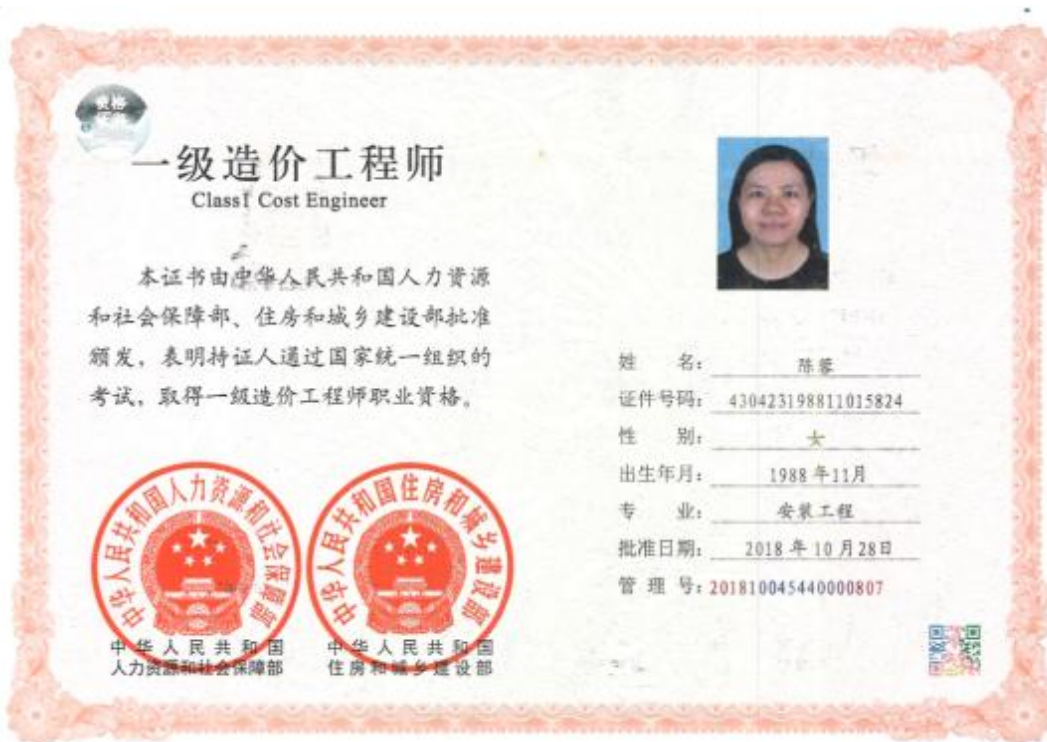 资格
一级造价工程师
ClassⅠ Cost Engineer
本证书由中华人民共和国人力资源
和社会保障部、住房和城乡建设部批准
颁发，表明持证人通过国家统一组织的
考试，取得一级造价工程师职业资格。
中华人民共和国人力资源和社会保障部
中华人民共和国住房和城乡建设部
中华人民共和国
人力资源和社会保障部
中华人民共和国
住房和城乡建设部
姓 名：陈蓉
证件号码：430423198811015824
性 别：女
出生年月：1988年11月
专 业：安装工程
批准日期：2018年10月28日
管 理 号：201810045440000807